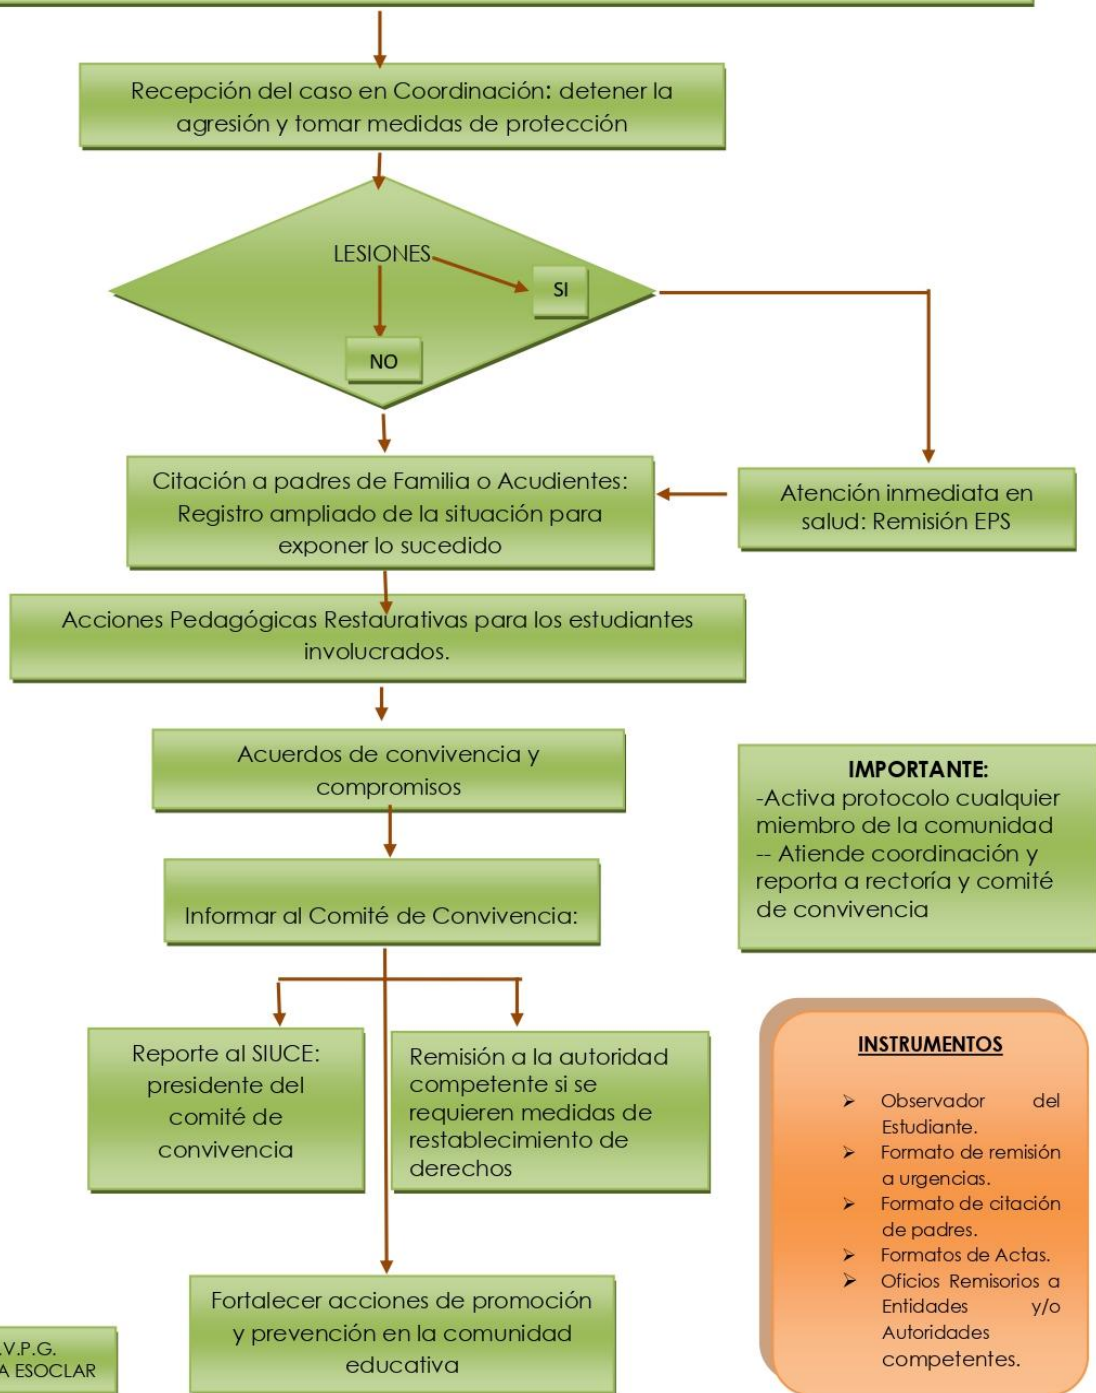 Recepción del caso en Coordinación: detener la
agresión y tomar medidas de protección
LESIONES
SI
NO
Citación a padres de Familia o Acudientes:
Registro ampliado de la situación para
exponer lo sucedido
Atención inmediata en
salud: Remisión EPS
Acciones Pedagógicas Restaurativas para los estudiantes
involucrados.
Acuerdos de convivencia y
compromisos
IMPORTANTE:
-Activa protocolo cualquier
miembro de la comunidad
-- Atiende coordinación y
reporta a rectoría y comité
de convivencia
Informar al Comité de Convivencia:
Reporte al SIUCE:
presidente del
comité de
convivencia
Remisión a la autoridad
competente si se
requieren medidas de
restablecimiento de
derechos
INSTRUMENTOS
➢ Observador del
Estudiante.
➢ Formato de remisión
a urgencias.
➢ Formato de citación
de padres.
➢ Formatos de Actas.
➢ Oficios Remisorios a
Entidades y/o
Autoridades
competentes.
Fortalecer acciones de promoción
y prevención en la comunidad
educativa
.V.P.G.
A ESOCLAR